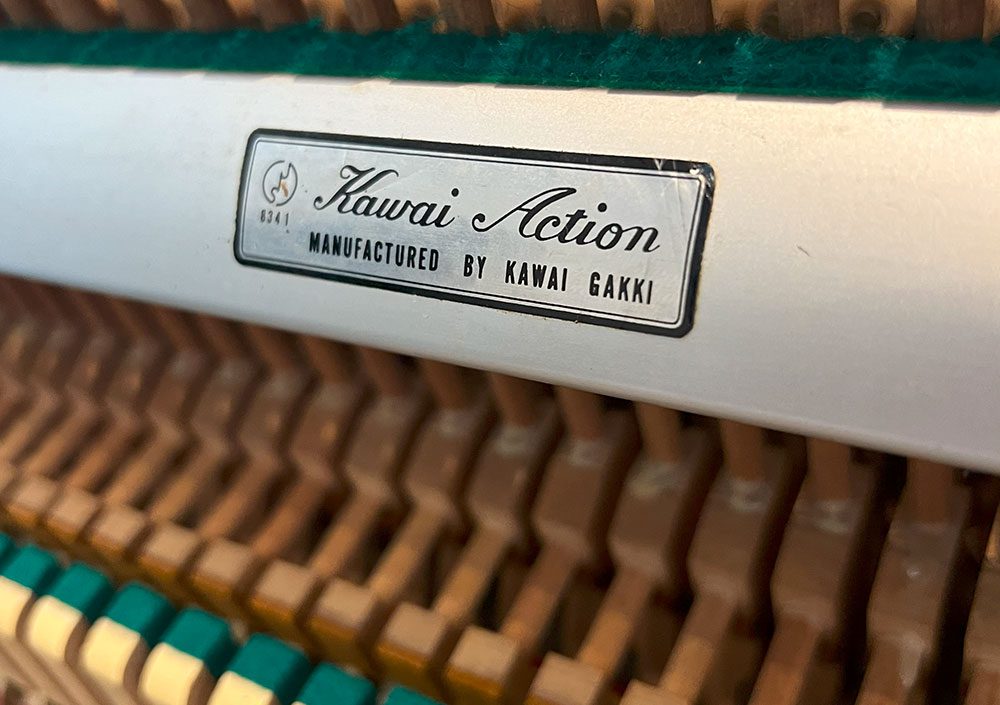 Kawai Action
8341
MANUFACTURED BY KAWAI GAKKI